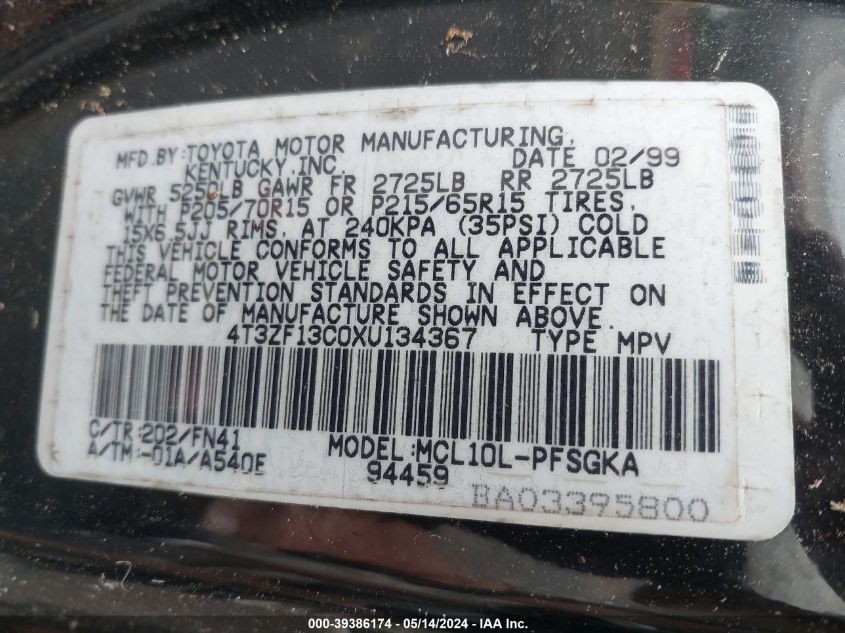 MFD.BY:TOYOTA MOTOR MANUFACTURING,
KENTUCKY,INC. DATE 02/99
GVWR 5250LB GAWR FR 2725LB RR 2725LB
WITH P205/70R15 OR P215/65R15 TIRES,
15X6.5JJ RIMS, AT 240KPA (35PSI) COLD
THIS VEHICLE CONFORMS TO ALL APPLICABLE
FEDERAL MOTOR VEHICLE SAFETY AND
THEFT PREVENTION STANDARDS IN EFFECT ON
THE DATE OF MANUFACTURE SHOWN ABOVE.
4T3ZF13C0XU134367 TYPE MPV
C/TR:202/FN41 MODEL:MCL10L-PFSGKA
A/TM:-01A/A540E 94459
BA03395800
000-39386174 - 05/14/2024 - IAA Inc.